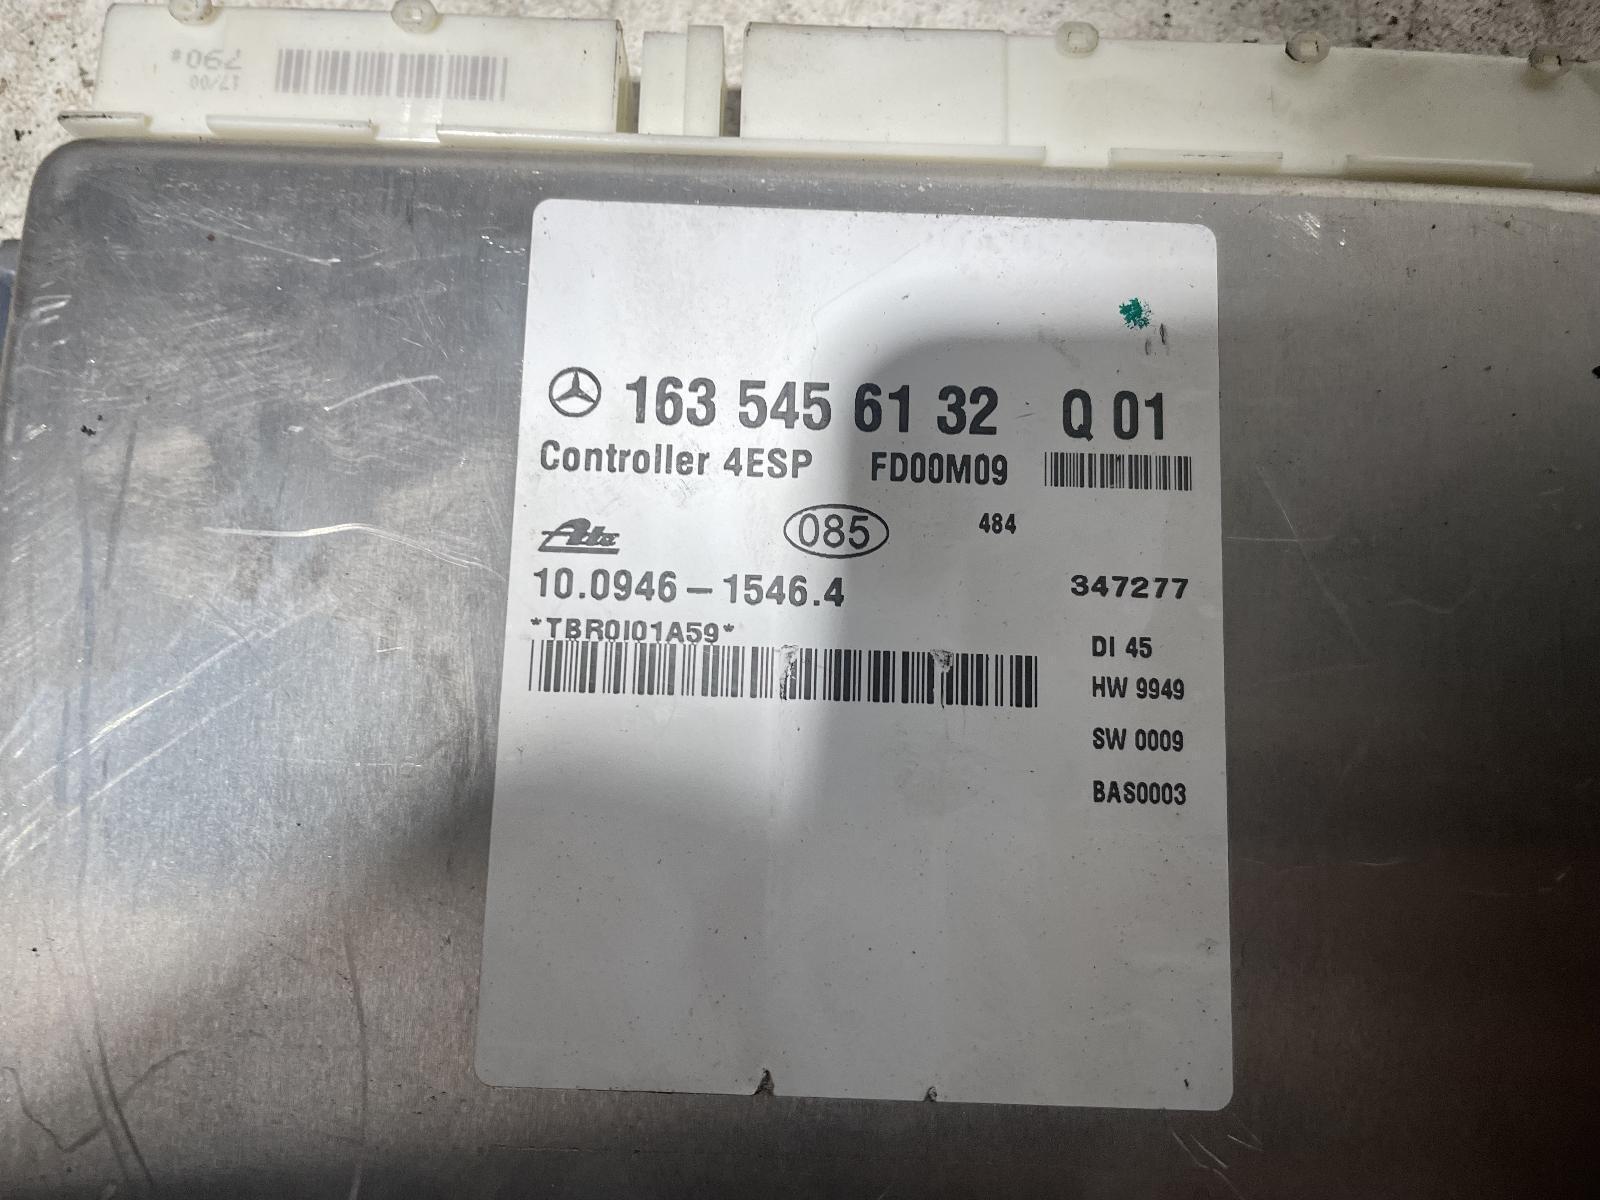 790*
17/00
163 545 61 32 Q 01
Controller 4ESP FD00M09
Ate 085 484
10.0946-1546.4 347277
*TBR0I01A59*
DI 45
HW 9949
SW 0009
BAS0003